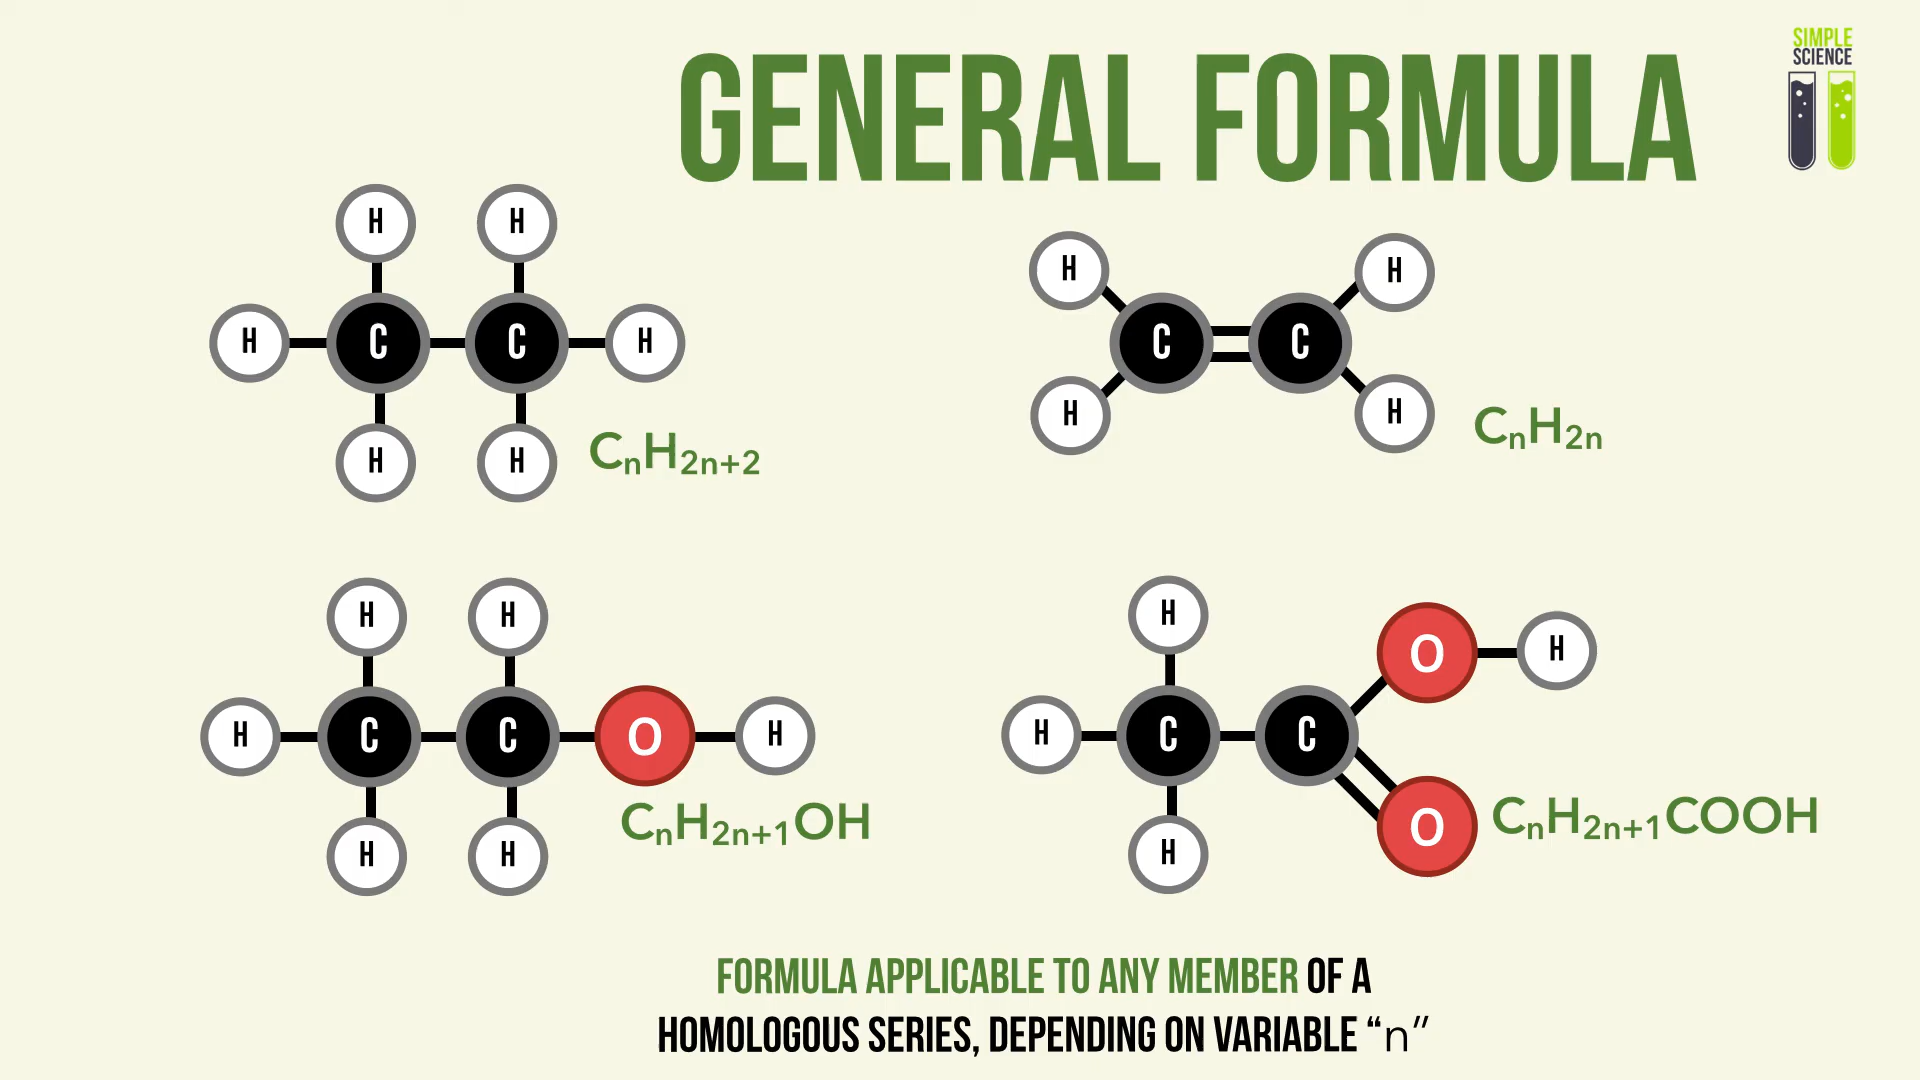 GENERAL FORMULA
SIMPLE
SCIENCE
H H
H C C H
H H
CnH2n+2
H H
C C
H H
CnH2n
H H
H C C O H
H H
CnH2n+1OH
H O H
H C C
H O
CnH2n+1COOH
FORMULA APPLICABLE TO ANY MEMBER OF A
HOMOLOGOUS SERIES, DEPENDING ON VARIABLE “n”